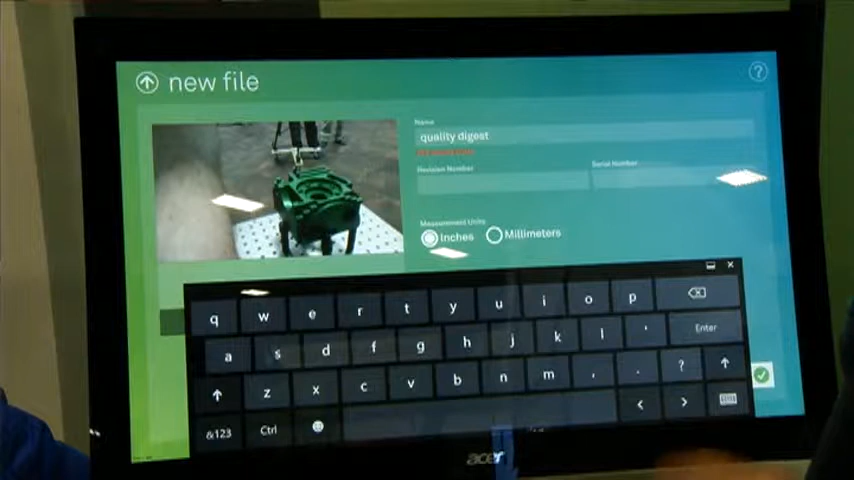 new file
?
Name
quality digest
Revision Number
Serial Number
Measurement Units
Inches
Millimeters
q w e r t y u i o p
a s d f g h j k l ' Enter
z x c v b n m , . ?
&123 Ctrl < >
acer